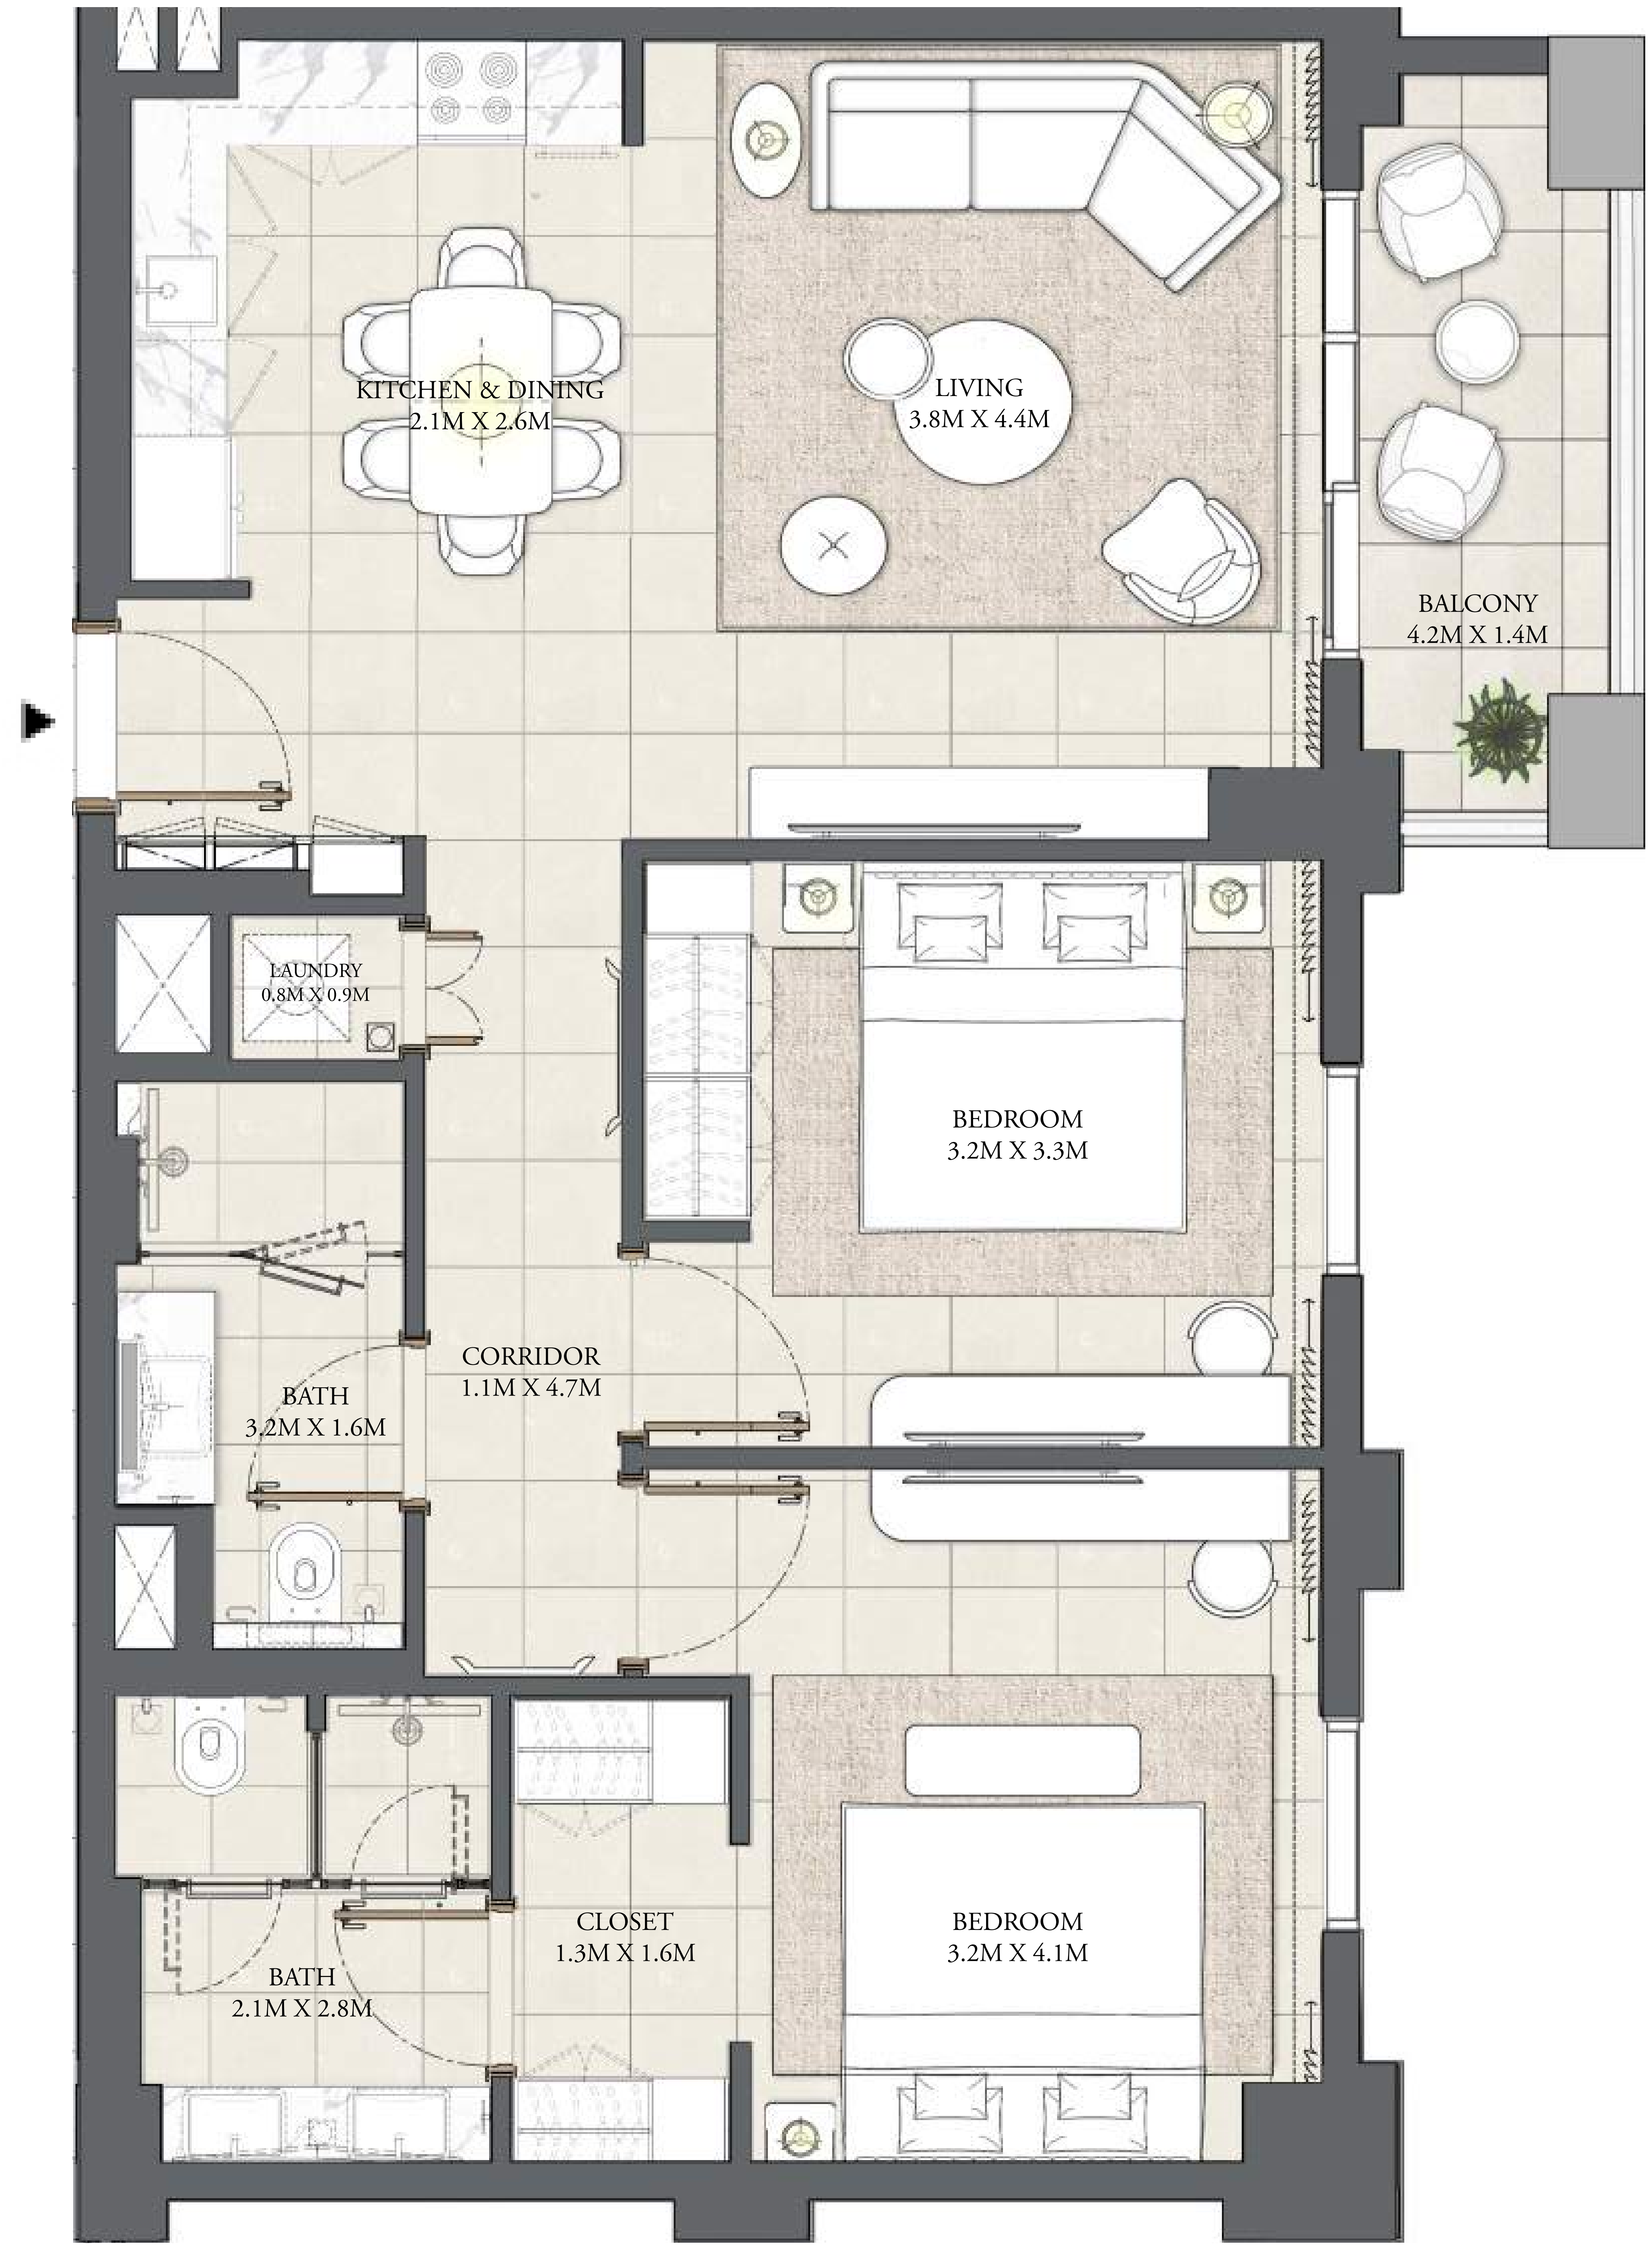 KITCHEN & DINING
2.1M X 2.6M
LIVING
3.8M X 4.4M
BALCONY
4.2M X 1.4M
LAUNDRY
0.8M X 0.9M
BEDROOM
3.2M X 3.3M
CORRIDOR
1.1M X 4.7M
BATH
3.2M X 1.6M
CLOSET
1.3M X 1.6M
BEDROOM
3.2M X 4.1M
BATH
2.1M X 2.8M